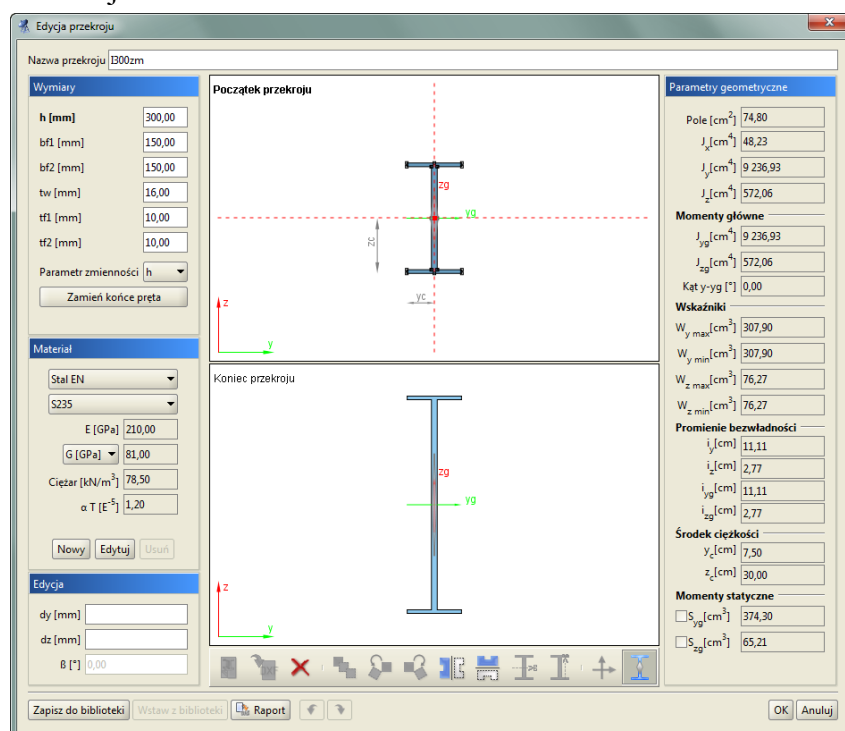 Edycja przekroju
Nazwa przekroju I300zm
Wymiary
h [mm] 300,00
bf1 [mm] 150,00
bf2 [mm] 150,00
tw [mm] 16,00
tf1 [mm] 10,00
tf2 [mm] 10,00
Parametr zmienności h
Zamień końce pręta
Materiał
Stal EN
S235
E [GPa] 210,00
G [GPa] 81,00
Ciężar [kN/m3] 78,50
α T [E-5] 1,20
Nowy Edytuj Usuń
Edycja
dy [mm]
dz [mm]
ß [°] 0,00
Początek przekroju
zg
yg
zc
yc
z
y
Koniec przekroju
zg
yg
z
y
DXF
Parametry geometryczne
Pole [cm2] 74,80
Jx[cm4] 48,23
Jy[cm4] 9 236,93
Jz[cm4] 572,06
Momenty główne
Jyg[cm4] 9 236,93
Jzg[cm4] 572,06
Kąt y-yg [°] 0,00
Wskaźniki
Wy max[cm3] 307,90
Wy min[cm3] 307,90
Wz max[cm3] 76,27
Wz min[cm3] 76,27
Promienie bezwładności
iy[cm] 11,11
iz[cm] 2,77
iyg[cm] 11,11
izg[cm] 2,77
Środek ciężkości
yc[cm] 7,50
zc[cm] 30,00
Momenty statyczne
Syg[cm3] 374,30
Szg[cm3] 65,21
Zapisz do biblioteki Wstaw z biblioteki Raport
OK Anuluj